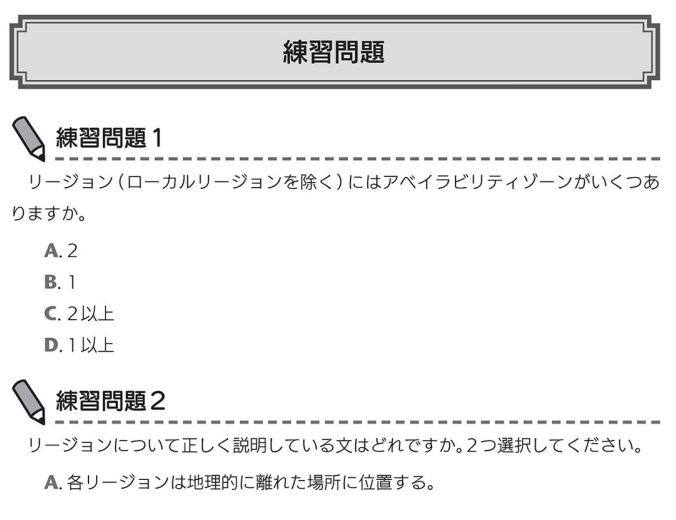 練習問題
練習問題1
リージョン(ローカルリージョンを除く)にはアベイラビリティゾーンがいくつあ
りますか。
A. 2
B. 1
C. 2以上
D. 1以上
練習問題2
リージョンについて正しく説明している文はどれですか。2つ選択してください。
A. 各リージョンは地理的に離れた場所に位置する。